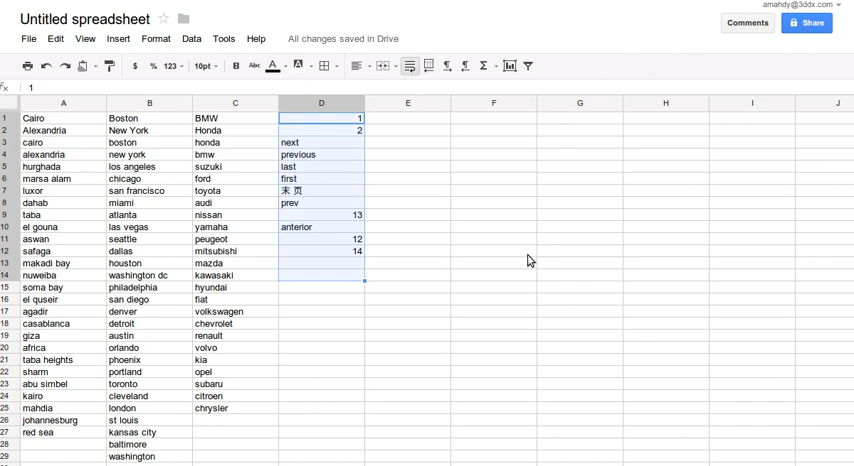 amahdy@3ddx.com
Untitled spreadsheet
Comments
Share
File Edit View Insert Format Data Tools Help All changes saved in Drive
$ % 123 10pt B Abc A A Σ
fx 1
A B C D E F G H I J
1 Cairo Boston BMW 1
2 Alexandria New York Honda 2
3 cairo boston honda next
4 alexandria new york bmw previous
5 hurghada los angeles suzuki last
6 marsa alam chicago ford first
7 luxor san francisco toyota 末 页
8 dahab miami audi prev
9 taba atlanta nissan 13
10 el gouna las vegas yamaha anterior
11 aswan seattle peugeot 12
12 safaga dallas mitsubishi 14
13 makadi bay houston mazda
14 nuweiba washington dc kawasaki
15 soma bay philadelphia hyundai
16 el quseir san diego fiat
17 agadir denver volkswagen
18 casablanca detroit chevrolet
19 giza austin renault
20 africa orlando volvo
21 taba heights phoenix kia
22 sharm portland opel
23 abu simbel toronto subaru
24 kairo cleveland citroen
25 mahdia london chrysler
26 johannesburg st louis
27 red sea kansas city
28 baltimore
29 washington